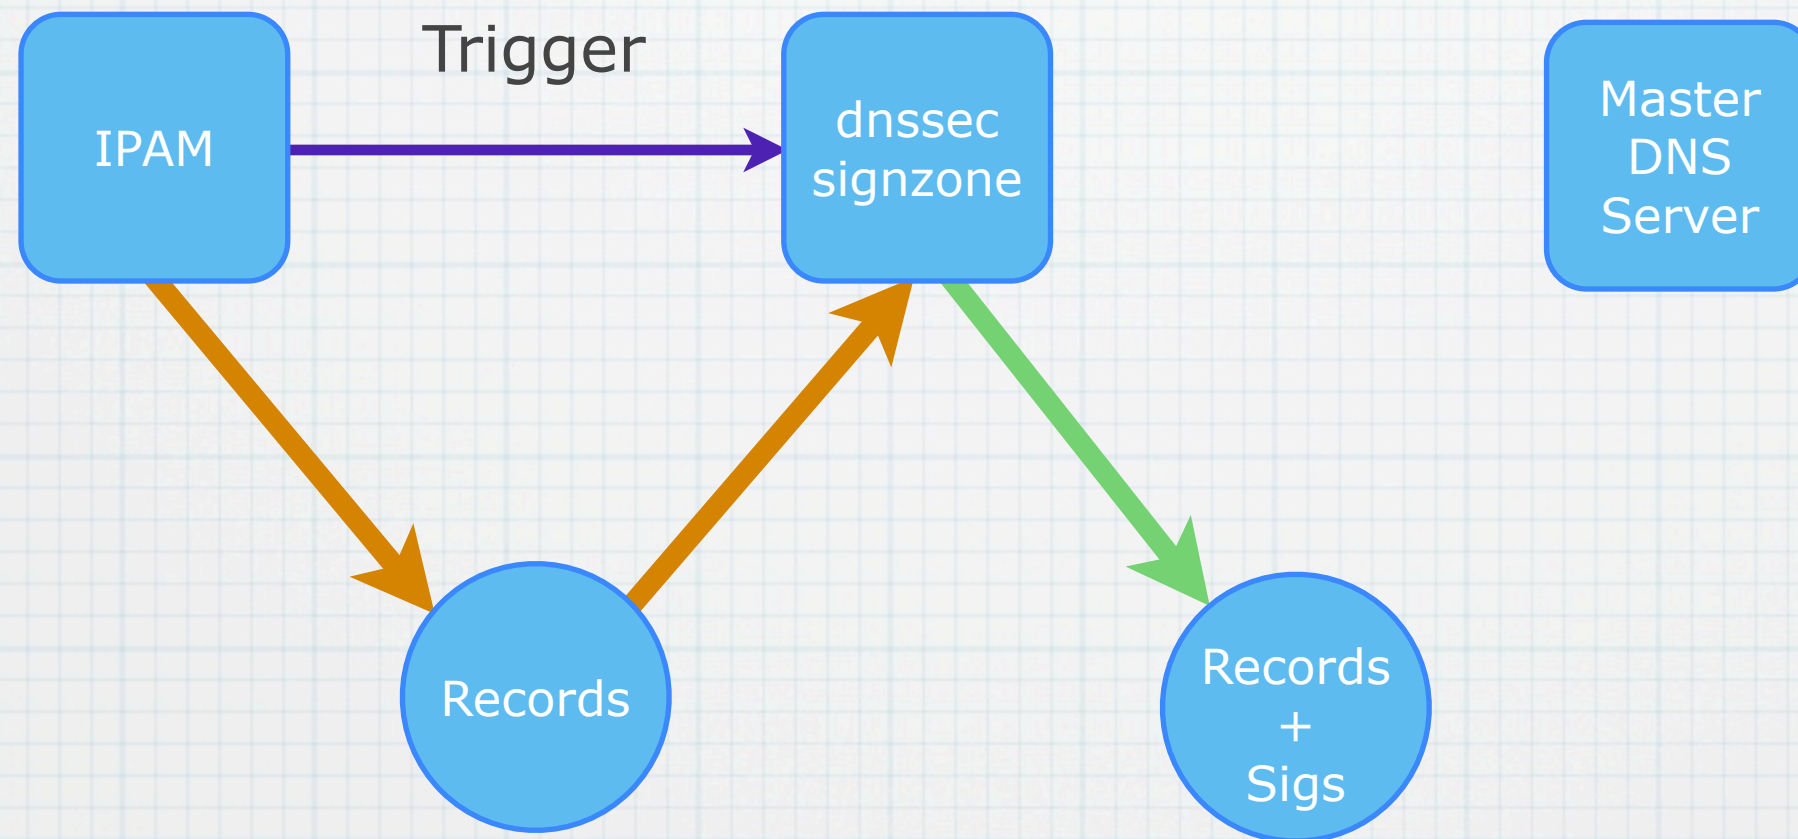 Trigger
IPAM
dnssec
signzone
Master
DNS
Server
Records
Records
+
Sigs